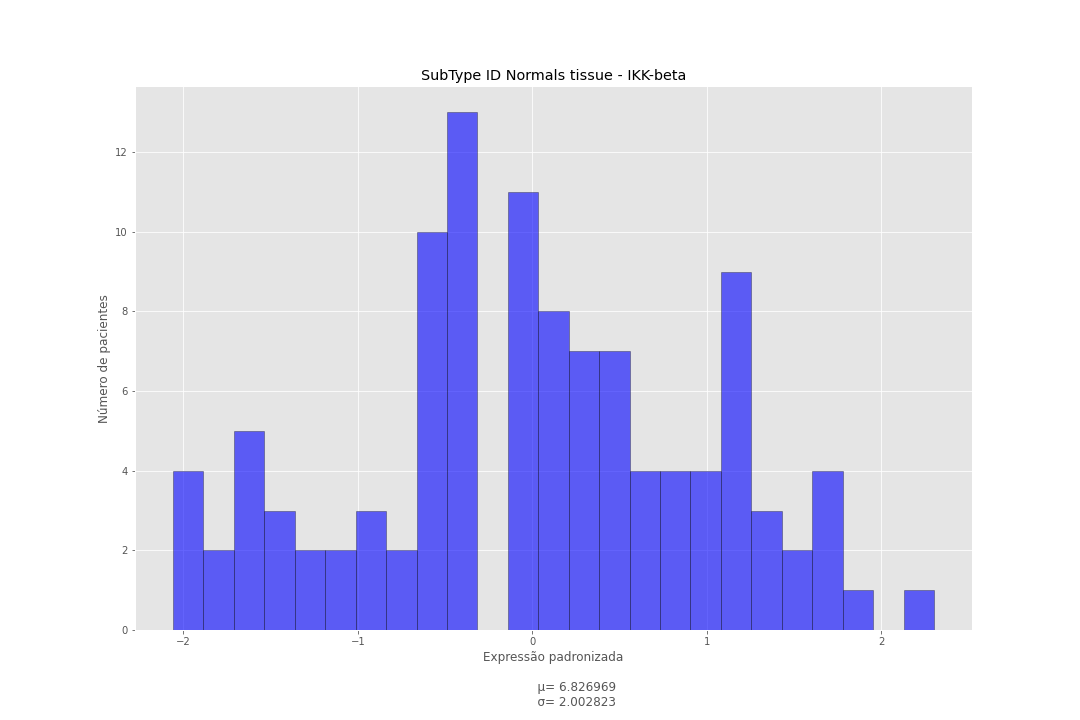 SubType ID Normals tissue - IKK-beta
12
10
8
6
4
2
0
Número de pacientes
−2 −1 0 1 2
Expressão padronizada
μ= 6.826969
σ= 2.002823